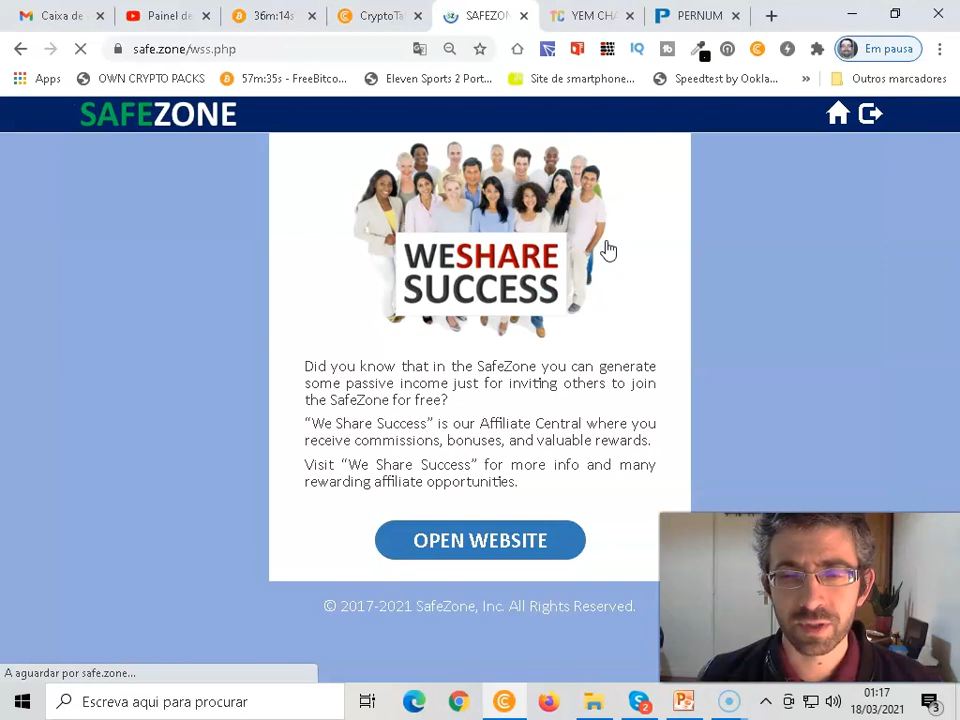 Caixa de
Painel de
36m:14s
CryptoTa
SAFEZON
YEM CHA
PERNUM
safe.zone/wss.php
Em pausa
Apps
OWN CRYPTO PACKS
57m:35s - FreeBitco...
Eleven Sports 2 Port...
Site de smartphone...
Speedtest by Ookla...
»
Outros marcadores
SAFEZONE
WESHARE
SUCCESS
Did you know that in the SafeZone you can generate
some passive income just for inviting others to join
the SafeZone for free?
“We Share Success” is our Affiliate Central where you
receive commissions, bonuses, and valuable rewards.
Visit “We Share Success” for more info and many
rewarding affiliate opportunities.
OPEN WEBSITE
© 2017-2021 SafeZone, Inc. All Rights Reserved.
A aguardar por safe.zone...
Escreva aqui para procurar
01:17
18/03/2021